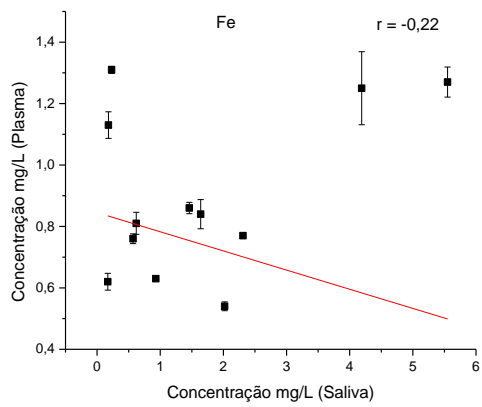 Fe
r = -0,22
1,4
1,2
1,0
0,8
0,6
0,4
Concentração mg/L (Plasma)
0 1 2 3 4 5 6
Concentração mg/L (Saliva)